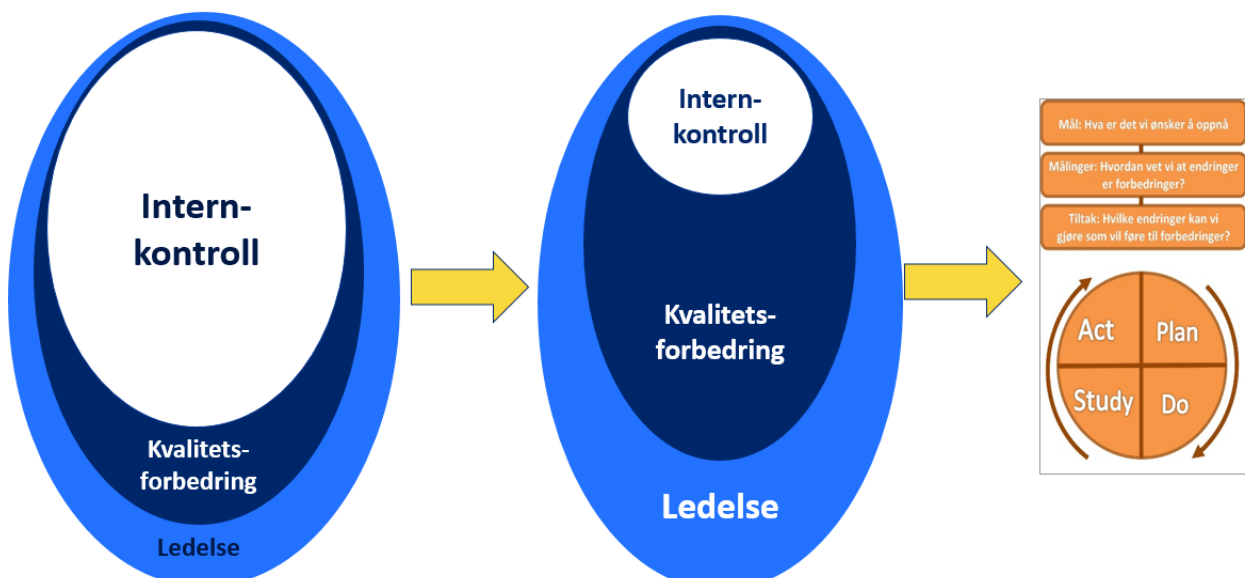 Intern-
kontroll
Kvalitets-
forbedring
Ledelse
Intern-
kontroll
Kvalitets-
forbedring
Ledelse
Mål: Hva er det vi ønsker å oppnå
Målinger: Hvordan vet vi at endringer
er forbedringer?
Tiltak: Hvilke endringer kan vi
gjøre som vil føre til forbedringer?
Act
Plan
Study
Do